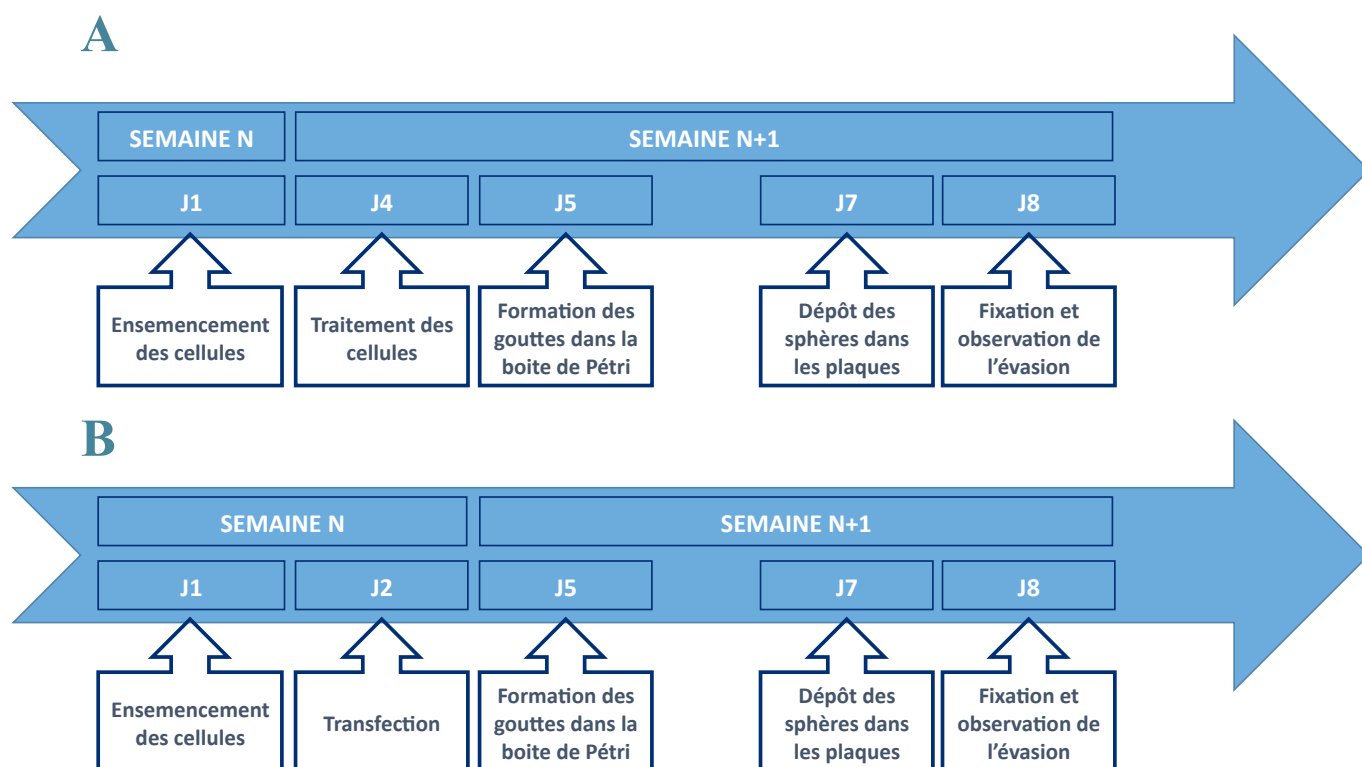 A
SEMAINE N
SEMAINE N+1
J1
J4
J5
J7
J8
Ensemencement
des cellules
Traitement des
cellules
Formation des
gouttes dans la
boite de Pétri
Dépôt des
sphères dans
les plaques
Fixation et
observation de
l'évasion
B
SEMAINE N
SEMAINE N+1
J1
J2
J5
J7
J8
Ensemencement
des cellules
Transfection
Formation des
gouttes dans la
boite de Pétri
Dépôt des
sphères dans
les plaques
Fixation et
observation de
l'évasion